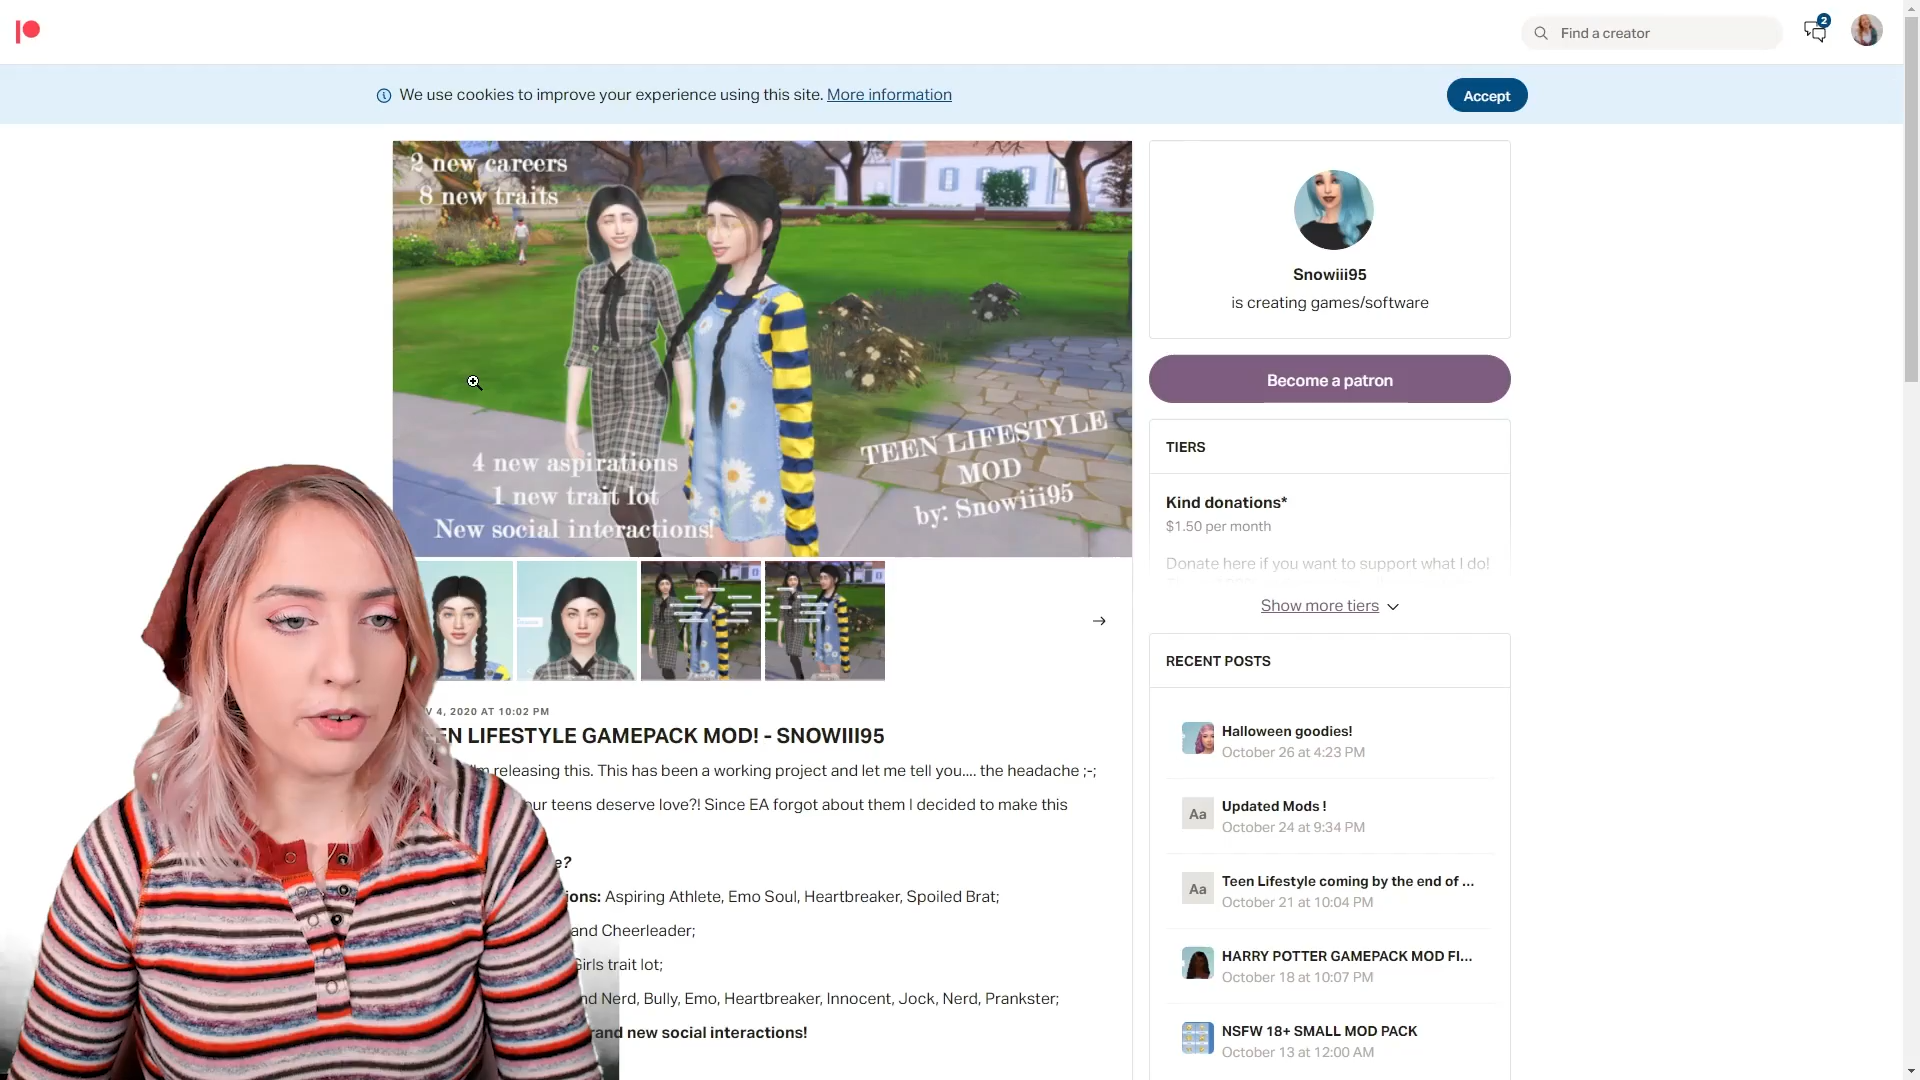 Find a creator
2
We use cookies to improve your experience using this site. More information
Accept
2 new careers
8 new traits
4 new aspirations
1 new trait lot
New social interactions!
TEEN LIFESTYLE
MOD
by: Snowiii95
4, 2020 AT 10:02 PM
EN LIFESTYLE GAMEPACK MOD! - SNOWIII95
I'm releasing this. This has been a working project and let me tell you.... the headache ;-;
our teens deserve love?! Since EA forgot about them I decided to make this
e?
ions: Aspiring Athlete, Emo Soul, Heartbreaker, Spoiled Brat;
and Cheerleader;
Girls trait lot;
nd Nerd, Bully, Emo, Heartbreaker, Innocent, Jock, Nerd, Prankster;
rand new social interactions!
Snowiii95
is creating games/software
Become a patron
TIERS
Kind donations*
$1.50 per month
Donate here if you want to support what I do!
Show more tiers
RECENT POSTS
Halloween goodies!
October 26 at 4:23 PM
Aa
Updated Mods !
October 24 at 9:34 PM
Aa
Teen Lifestyle coming by the end of ...
October 21 at 10:04 PM
HARRY POTTER GAMEPACK MOD FI...
October 18 at 10:07 PM
NSFW 18+ SMALL MOD PACK
October 13 at 12:00 AM